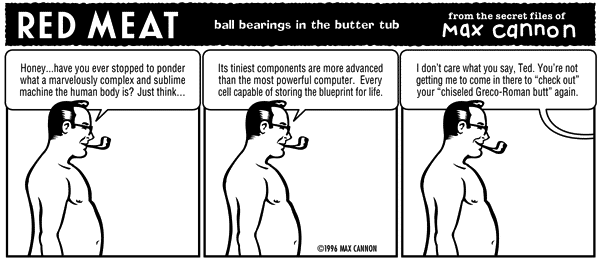 RED MEAT
ball bearings in the butter tub
from the secret files of
Max cannon
Honey...have you ever stopped to ponder
what a marvelously complex and sublime
machine the human body is? Just think...
Its tiniest components are more advanced
than the most powerful computer. Every
cell capable of storing the blueprint for life.
©1996 MAX CANNON
I don't care what you say, Ted. You're not
getting me to come in there to “check out”
your “chiseled Greco-Roman butt” again.